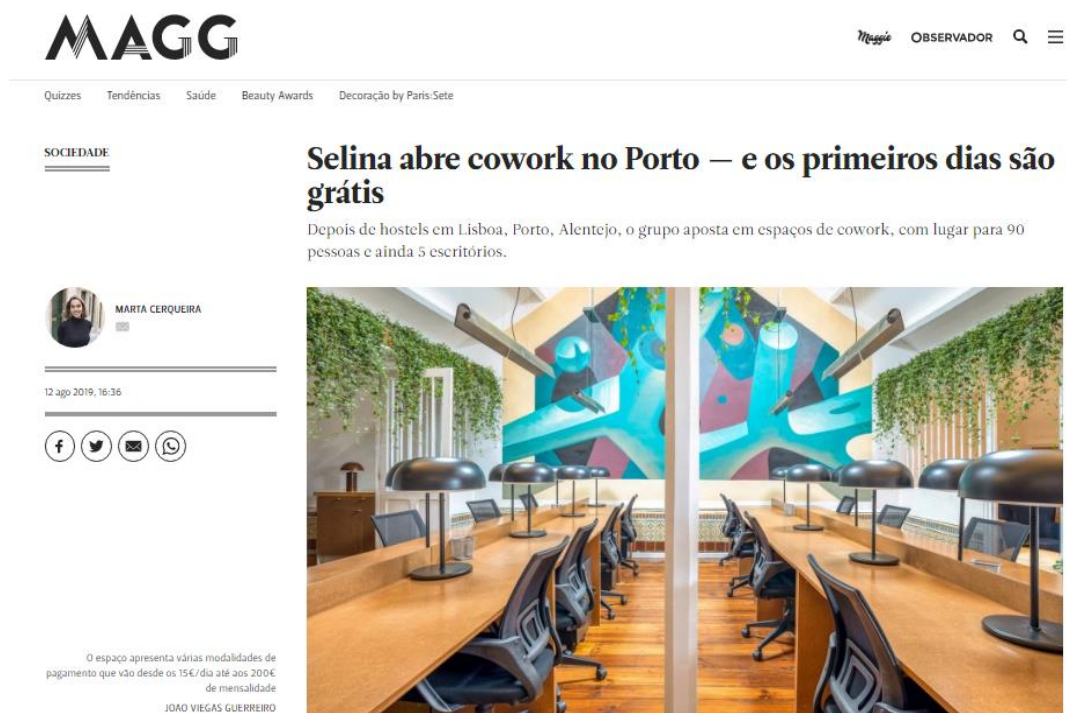 MAGG
Maggie OBSERVADOR
Quizzes Tendências Saúde Beauty Awards Decoração by Paris:Sete
SOCIEDADE
Selina abre cowork no Porto — e os primeiros dias são
grátis
Depois de hostels em Lisboa, Porto, Alentejo, o grupo aposta em espaços de cowork, com lugar para 90
pessoas e ainda 5 escritórios.
MARTA CERQUEIRA
12 ago 2019, 16:36
O espaço apresenta várias modalidades de
pagamento que vão desde os 15€/dia até aos 200€
de mensalidade
JOAO VIEGAS GUERREIRO